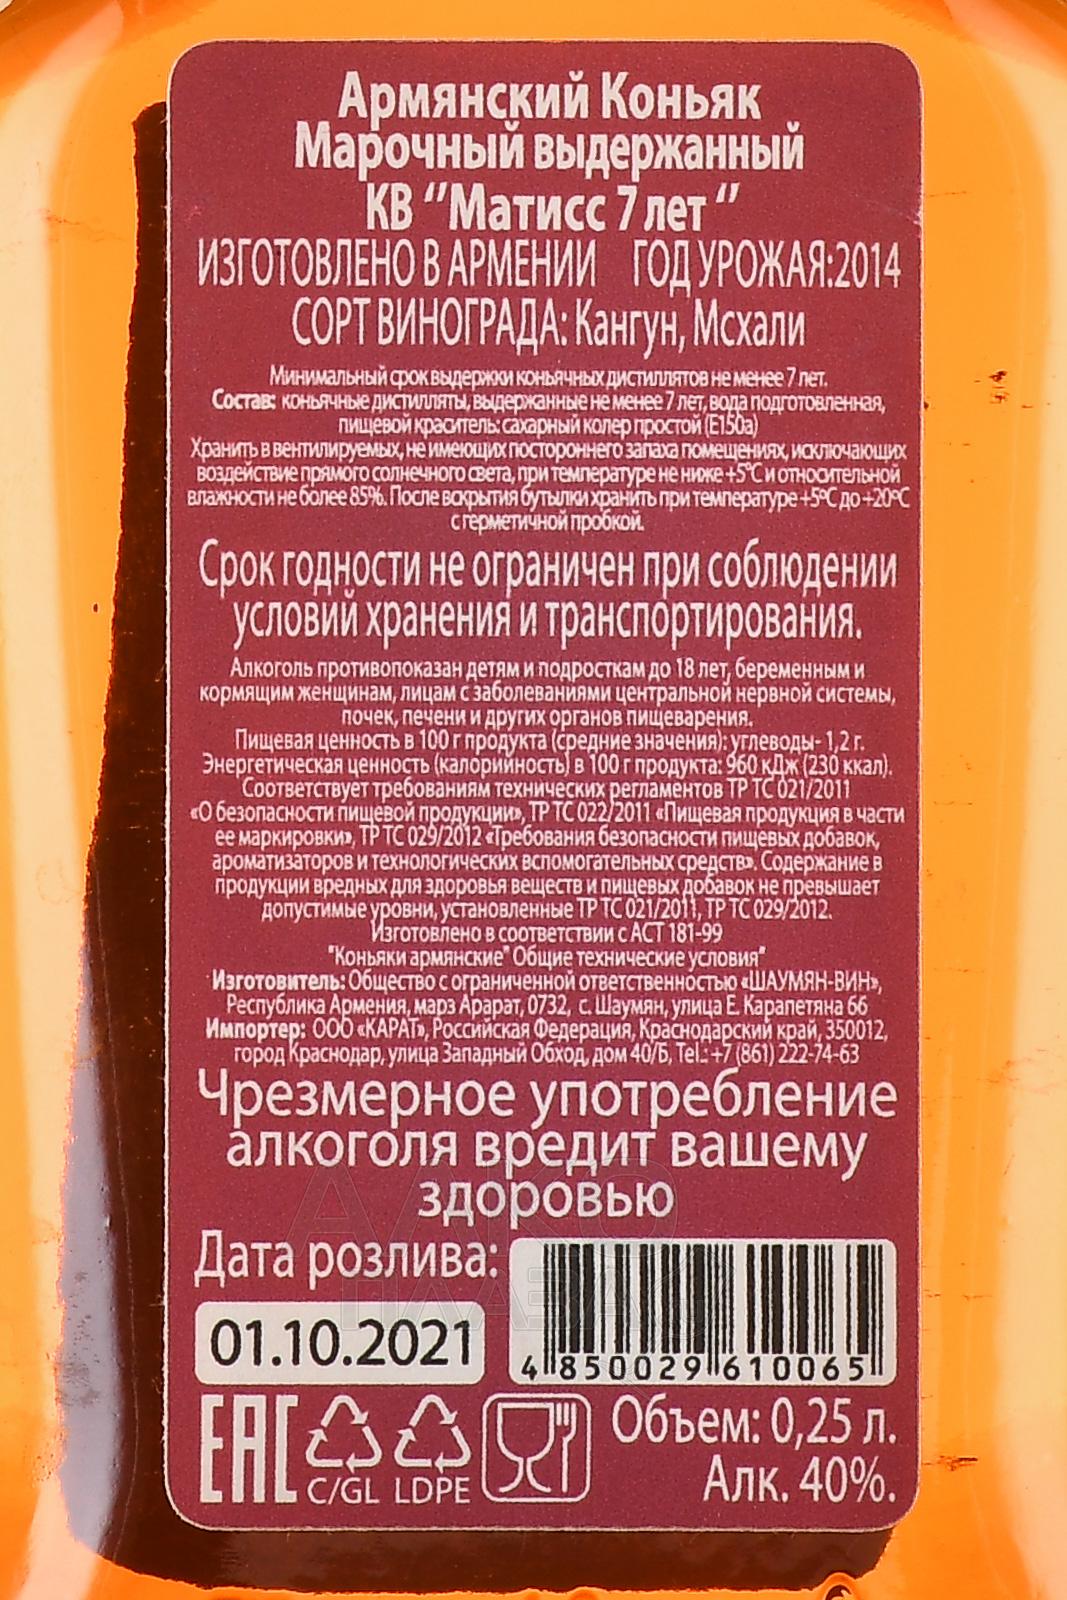 Армянский Коньяк
Марочный выдержанный
КВ “Матисс 7 лет “
ИЗГОТОВЛЕНО В АРМЕНИИ ГОД УРОЖАЯ:2014
СОРТ ВИНОГРАДА: Кангун, Мсхали
Минимальный срок выдержки коньячных дистиллятов не менее 7 лет.
Состав: коньячные дистилляты, выдержанные не менее 7 лет, вода подготовленная,
пищевой краситель: сахарный колер простой (Е150а)
Хранить в вентилируемых, не имеющих постороннего запаха помещениях, исключающих
воздействие прямого солнечного света, при температуре не ниже +5°С и относительной
влажности не более 85%. После вскрытия бутылки хранить при температуре +5°С до +20°С
с герметичной пробкой.
Срок годности не ограничен при соблюдении
условий хранения и транспортирования.
Алкоголь противопоказан детям и подросткам до 18 лет, беременным и
кормящим женщинам, лицам с заболеваниями центральной нервной системы,
почек, печени и других органов пищеварения.
Пищевая ценность в 100 г продукта (средние значения): углеводы- 1,2 г.
Энергетическая ценность (калорийность) в 100 г продукта: 960 кДж (230 ккал).
Соответствует требованиям технических регламентов ТР ТС 021/2011
«О безопасности пищевой продукции», ТР ТС 022/2011 «Пищевая продукция в части
ее маркировки», ТР ТС 029/2012 «Требования безопасности пищевых добавок,
ароматизаторов и технологических вспомогательных средств». Содержание в
продукции вредных для здоровья веществ и пищевых добавок не превышает
допустимые уровни, установленные ТР ТС 021/2011, ТР ТС 029/2012.
Изготовлено в соответствии с АСТ 181-99
"Коньяки армянские" Общие технические условия"
Изготовитель: Общество с ограниченной ответственностью «ШАУМЯН-ВИН»,
Республика Армения, марз Арарат, 0732, с. Шаумян, улица Е. Карапетяна 66
Импортер: ООО «КАРАТ», Российская Федерация, Краснодарский край, 350012,
город Краснодар, улица Западный Обход, дом 40/Б, Tel.: +7 (861) 222-74-63
Чрезмерное употребление
алкоголя вредит вашему
здоровью
Дата розлива:
01.10.2021
4 850029 610065
EAC C/GL LDPE
Объем: 0,25 л.
Алк. 40%.
АЛКО
ПЛАЗА